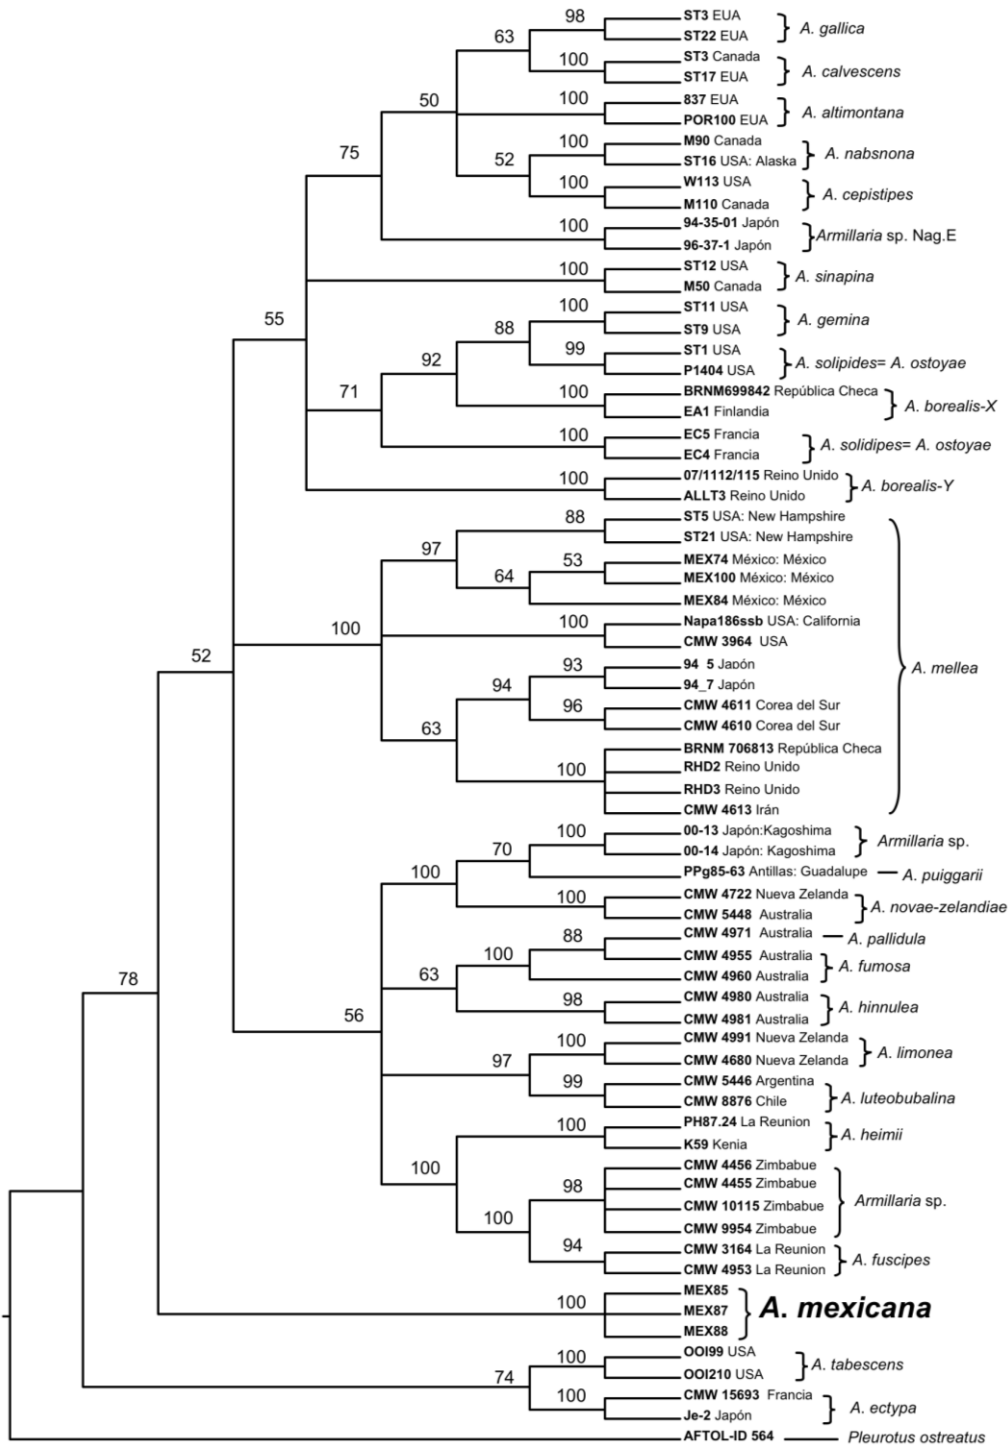 98
ST3 EUA
ST22 EUA
A. gallica
63
100
ST3 Canada
ST17 EUA
A. calvescens
50
100
837 EUA
POR100 EUA
A. altimontana
75
52
100
M90 Canada
ST16 USA: Alaska
A. nabsnona
100
W113 USA
M110 Canada
A. cepistipes
100
94-35-01 Japón
96-37-1 Japón
Armillaria sp. Nag.E
100
ST12 USA
M50 Canada
A. sinapina
55
100
ST11 USA
ST9 USA
A. gemina
88
99
ST1 USA
P1404 USA
A. solipides= A. ostoyae
92
71
100
BRNM699842 República Checa
EA1 Finlandia
A. borealis-X
100
EC5 Francia
EC4 Francia
A. solidipes= A. ostoyae
100
07/1112/115 Reino Unido
ALLT3 Reino Unido
A. borealis-Y
88
ST5 USA: New Hampshire
ST21 USA: New Hampshire
97
53
MEX74 México: México
MEX100 México: México
64
MEX84 México: México
100
100
Napa186ssb USA: California
CMW 3964 USA
52
A. mellea
93
94_5 Japón
94_7 Japón
94
96
CMW 4611 Corea del Sur
CMW 4610 Corea del Sur
63
100
BRNM 706813 República Checa
RHD2 Reino Unido
RHD3 Reino Unido
CMW 4613 Irán
100
00-13 Japón:Kagoshima
00-14 Japón: Kagoshima
Armillaria sp.
70
100
PPg85-63 Antillas: Guadalupe
A. puiggarii
100
CMW 4722 Nueva Zelanda
CMW 5448 Australia
A. novae-zelandiae
88
CMW 4971 Australia
A. pallidula
100
CMW 4955 Australia
CMW 4960 Australia
A. fumosa
78
63
98
CMW 4980 Australia
CMW 4981 Australia
A. hinnulea
56
100
CMW 4991 Nueva Zelanda
CMW 4680 Nueva Zelanda
A. limonea
97
99
CMW 5446 Argentina
CMW 8876 Chile
A. luteobubalina
100
PH87.24 La Reunion
K59 Kenia
A. heimii
100
98
CMW 4456 Zimbabue
CMW 4455 Zimbabue
CMW 10115 Zimbabue
CMW 9954 Zimbabue
Armillaria sp.
100
94
CMW 3164 La Reunion
CMW 4953 La Reunion
A. fuscipes
100
MEX85
MEX87
MEX88
A. mexicana
100
OOI99 USA
OOI210 USA
A. tabescens
74
100
CMW 15693 Francia
Je-2 Japón
A. ectypa
AFTOL-ID 564
Pleurotus ostreatus